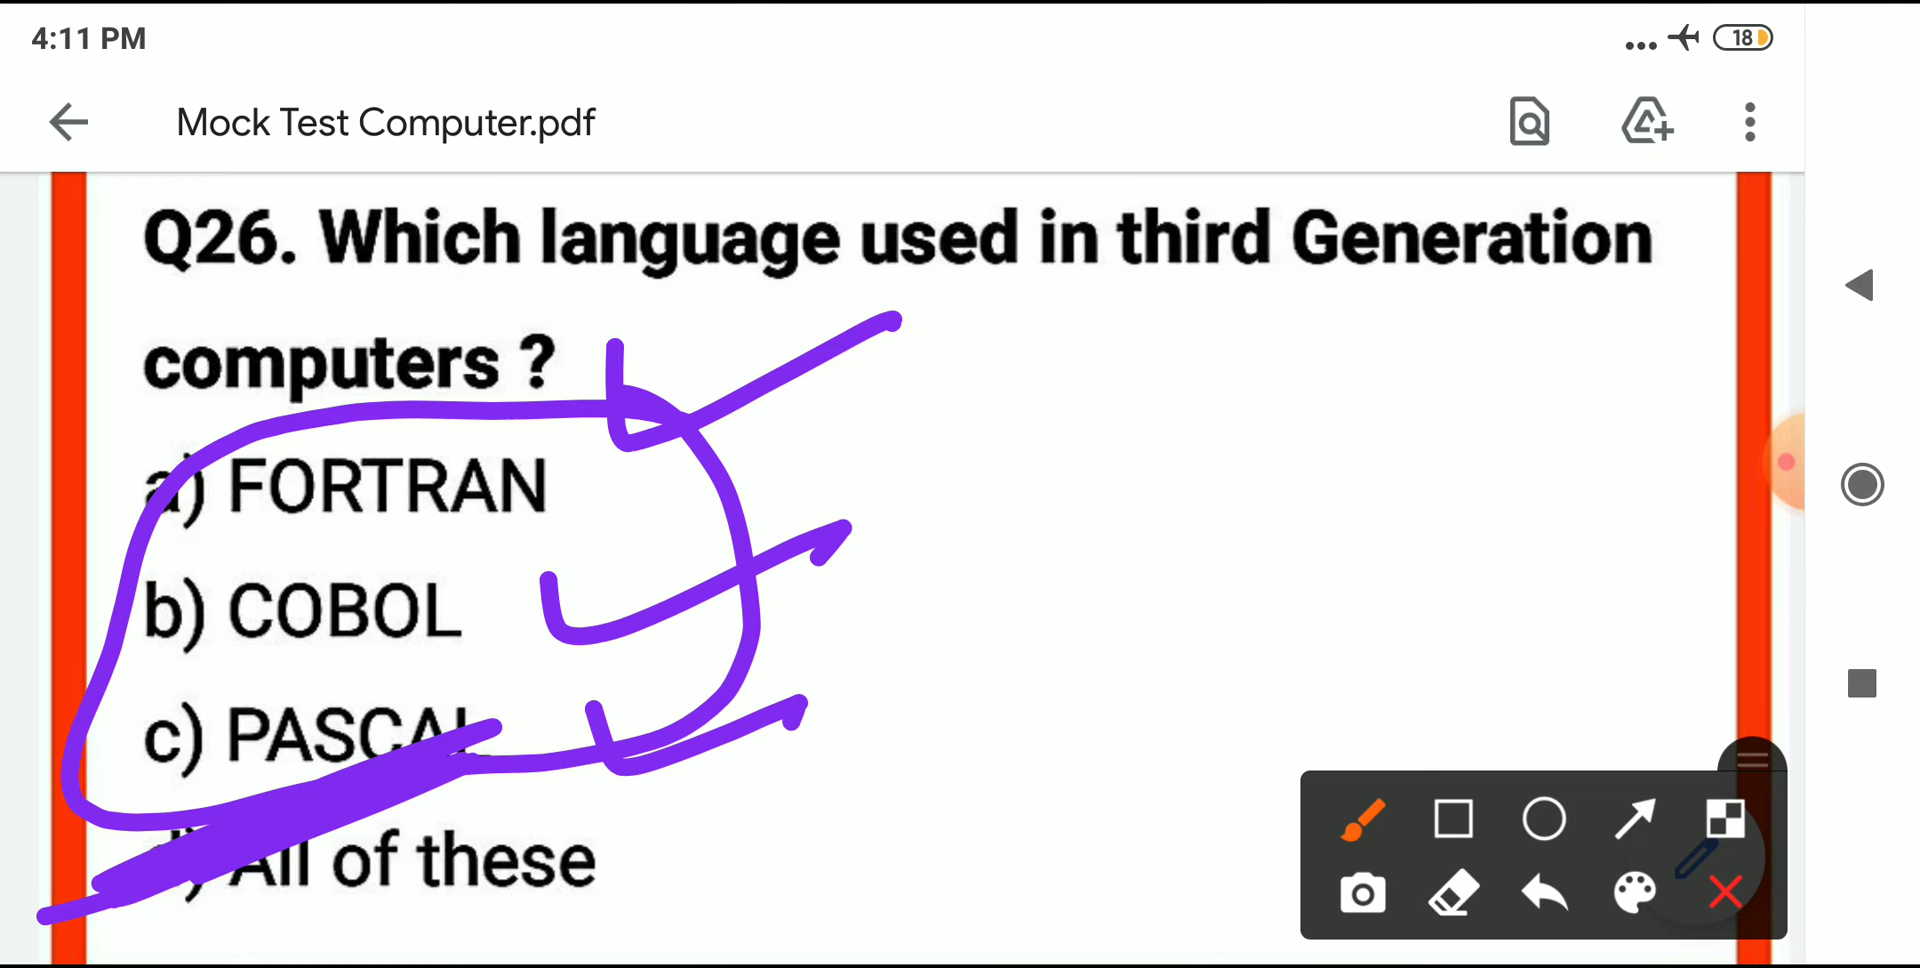 4:11 PM
18
Mock Test Computer.pdf
Q26. Which language used in third Generation
computers ?
a) FORTRAN
b) COBOL
c) PASCAL
d) All of these